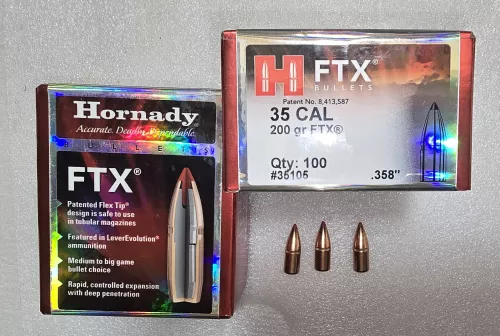 Hornady
Accurate. Deadly. Dependable.
BULLETS
FTX®
Patented Flex Tip®
design is safe to use
in tubular magazines
Featured in LeverEvolution®
ammunition
Medium to big game
bullet choice
Rapid, controlled expansion
with deep penetration
H
FTX®
BULLETS
Patent No. 8,413,587
35 CAL
200 gr FTX®
Qty: 100
#35105 .358"